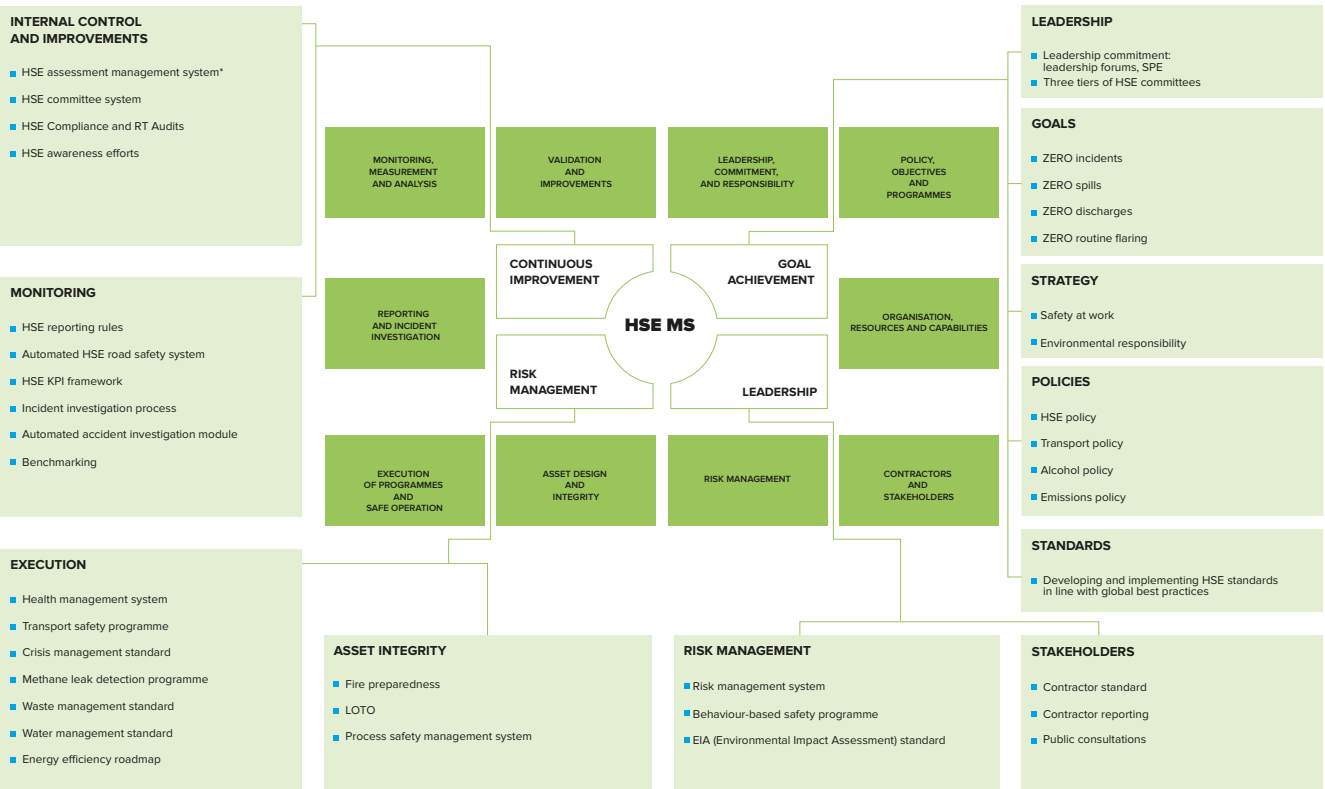 INTERNAL CONTROL
AND IMPROVEMENTS
HSE assessment management system*
HSE committee system
HSE Compliance and RT Audits
HSE awareness efforts
MONITORING
HSE reporting rules
Automated HSE road safety system
HSE KPI framework
Incident investigation process
Automated accident investigation module
Benchmarking
EXECUTION
Health management system
Transport safety programme
Crisis management standard
Methane leak detection programme
Waste management standard
Water management standard
Energy efficiency roadmap
MONITORING,
MEASUREMENT
AND ANALYSIS
VALIDATION
AND
IMPROVEMENTS
LEADERSHIP,
COMMITMENT,
AND RESPONSIBILITY
POLICY,
OBJECTIVES
AND
PROGRAMMES
REPORTING
AND INCIDENT
INVESTIGATION
CONTINUOUS
IMPROVEMENT
GOAL
ACHIEVEMENT
HSE MS
RISK
MANAGEMENT
LEADERSHIP
ORGANISATION,
RESOURCES AND CAPABILITIES
EXECUTION
OF PROGRAMMES
AND
SAFE OPERATION
ASSET DESIGN
AND
INTEGRITY
RISK MANAGEMENT
CONTRACTORS
AND
STAKEHOLDERS
ASSET INTEGRITY
Fire preparedness
LOTO
Process safety management system
RISK MANAGEMENT
Risk management system
Behaviour-based safety programme
EIA (Environmental Impact Assessment) standard
LEADERSHIP
Leadership commitment:
leadership forums, SPE
Three tiers of HSE committees
GOALS
ZERO incidents
ZERO spills
ZERO discharges
ZERO routine flaring
STRATEGY
Safety at work
Environmental responsibility
POLICIES
HSE policy
Transport policy
Alcohol policy
Emissions policy
STANDARDS
Developing and implementing HSE standards
in line with global best practices
STAKEHOLDERS
Contractor standard
Contractor reporting
Public consultations